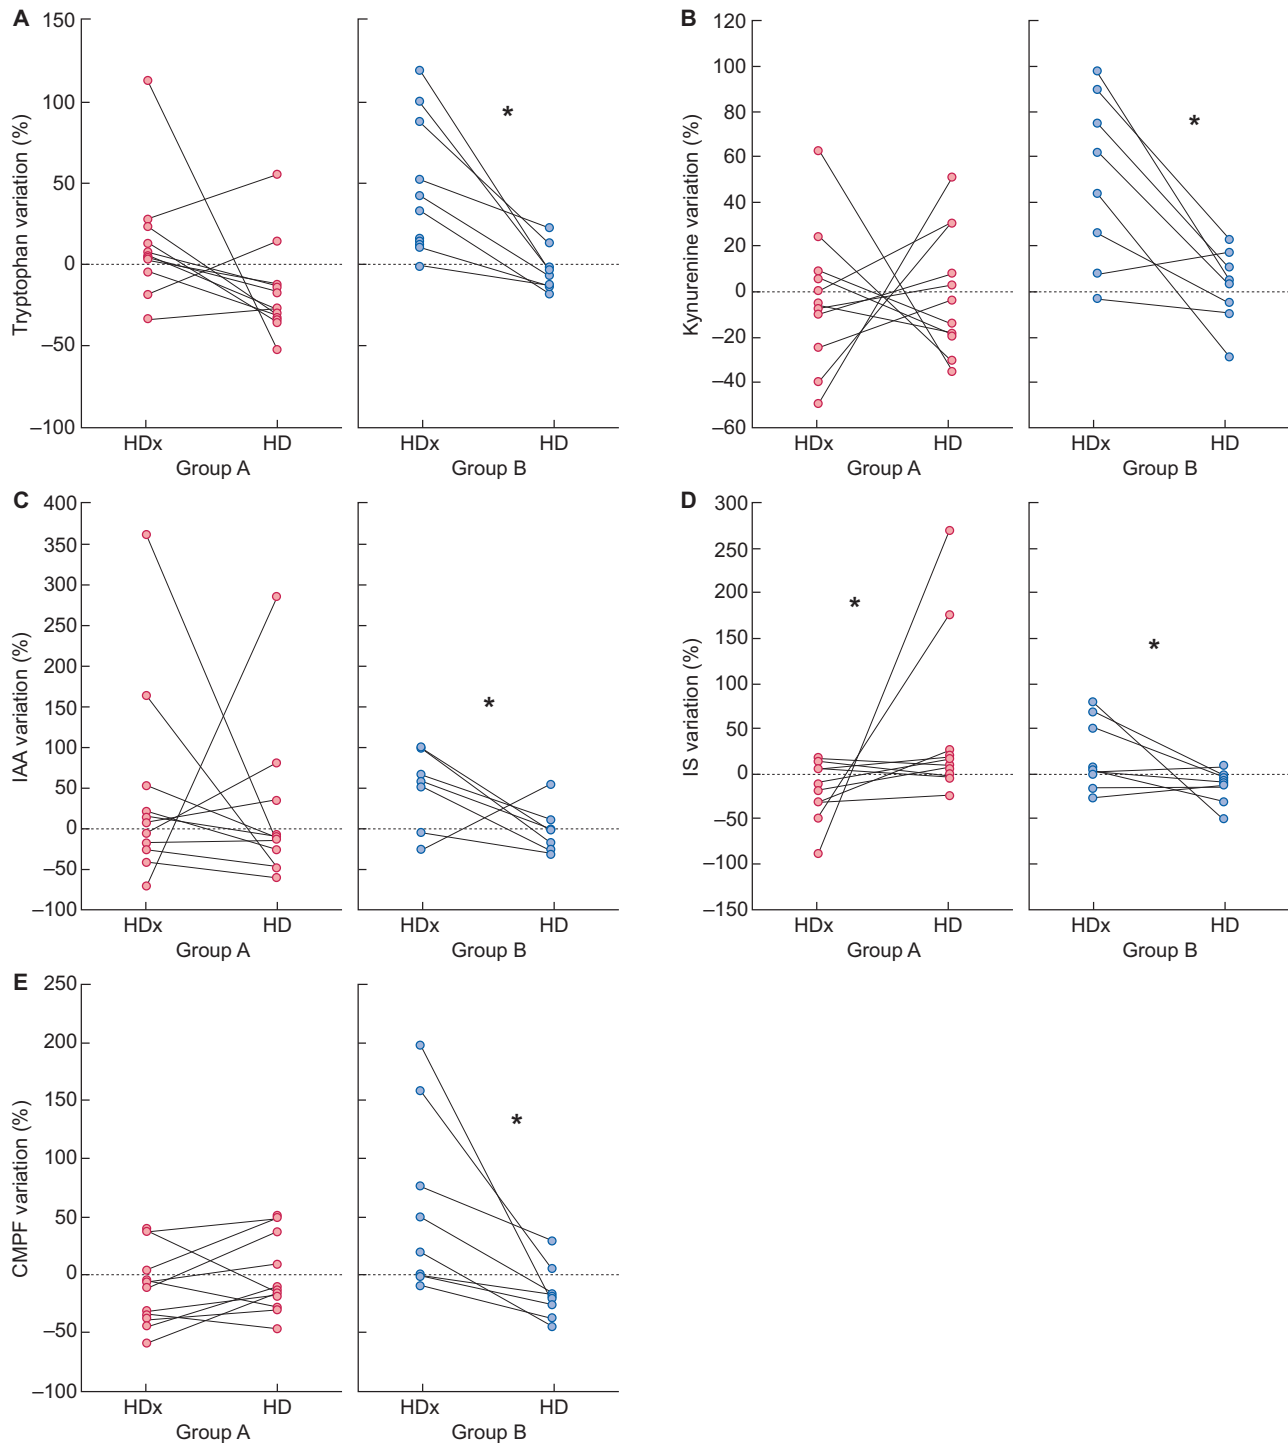 A
Tryptophan variation (%)
150
100
50
0
–50
–100
*
HDx HD HDx HD
Group A Group B
B
Kynurenine variation (%)
120
100
80
60
40
20
0
–20
–40
–60
*
HDx HD HDx HD
Group A Group B
C
IAA variation (%)
400
350
300
250
200
150
100
50
0
–50
–100
*
HDx HD HDx HD
Group A Group B
D
IS variation (%)
300
250
200
150
100
50
0
–50
–100
–150
*
*
HDx HD HDx HD
Group A Group B
E
CMPF variation (%)
250
200
150
100
50
0
–50
–100
*
HDx HD HDx HD
Group A Group B